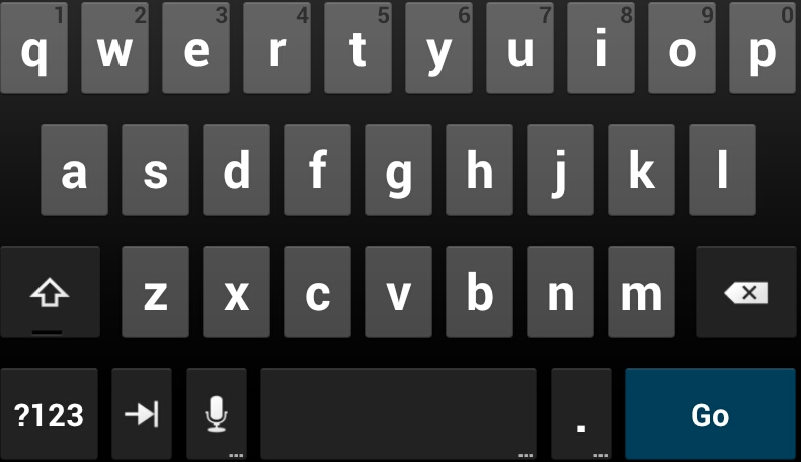 1 2 3 4 5 6 7 8 9 0
q w e r t y u i o p
a s d f g h j k l
z x c v b n m
?123 ... ... . ... Go